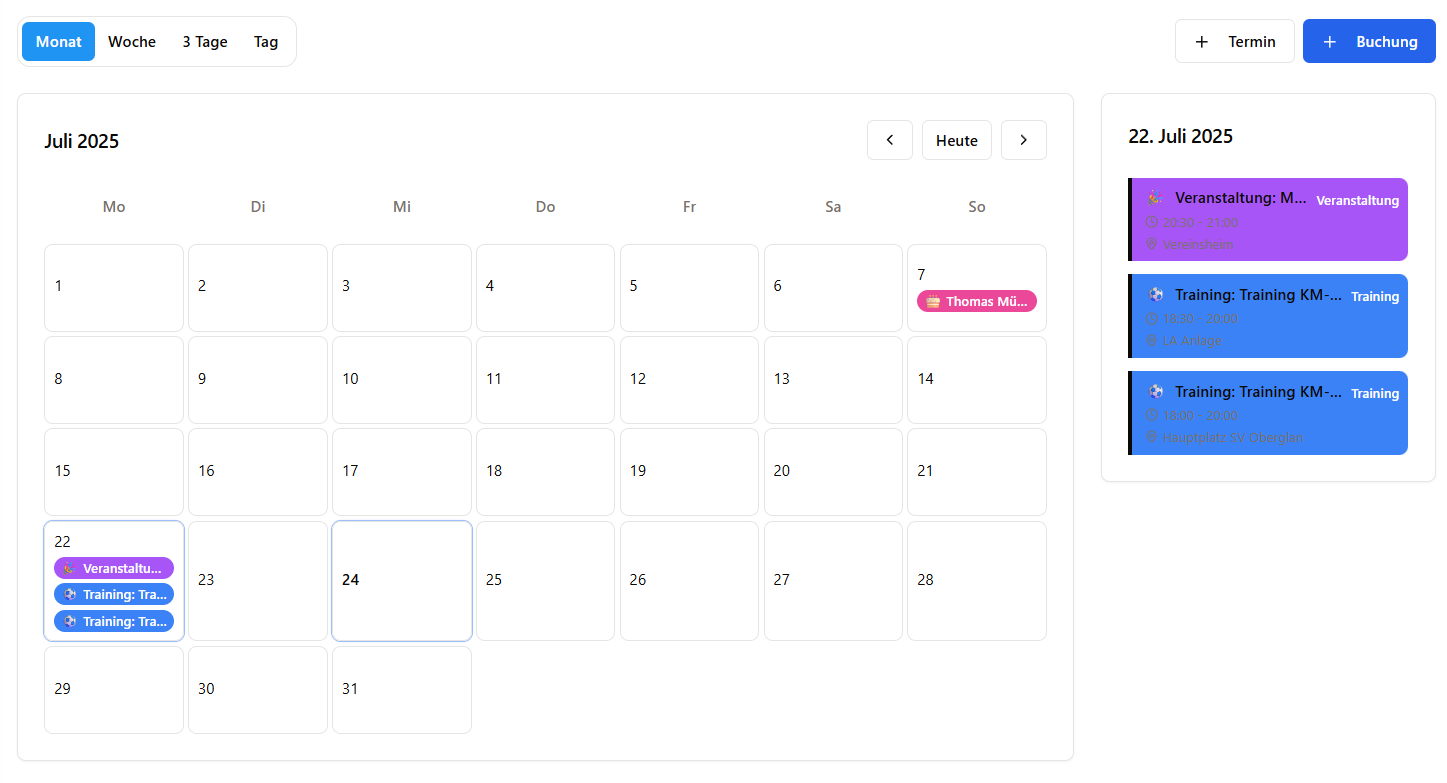 Monat Woche 3 Tage Tag
+ Termin + Buchung
Juli 2025
Heute
Mo Di Mi Do Fr Sa So
1 2 3 4 5 6 7
Thomas Mü...
8 9 10 11 12 13 14
15 16 17 18 19 20 21
22 23 24 25 26 27 28
Veranstaltu...
Training: Tra...
Training: Tra...
29 30 31
22. Juli 2025
Veranstaltung: M... Veranstaltung
20:30 - 21:00
Vereinsheim
Training: Training KM-... Training
18:30 - 20:00
LA Anlage
Training: Training KM-... Training
18:00 - 20:00
Hauptplatz SV Oberglan